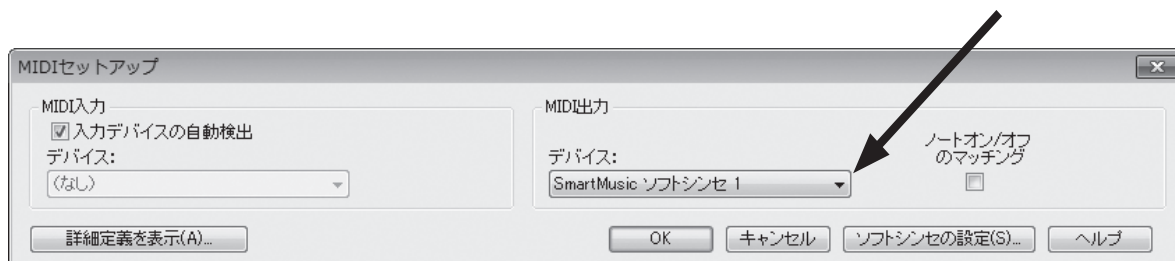 MIDIセットアップ
MIDI入力
入力デバイスの自動検出
デバイス:
(なし)
MIDI出力
デバイス:
SmartMusic ソフトシンセ 1
ノートオン/オフ
のマッチング
詳細定義を表示(A)...
OK
キャンセル
ソフトシンセの設定(S)...
ヘルプ